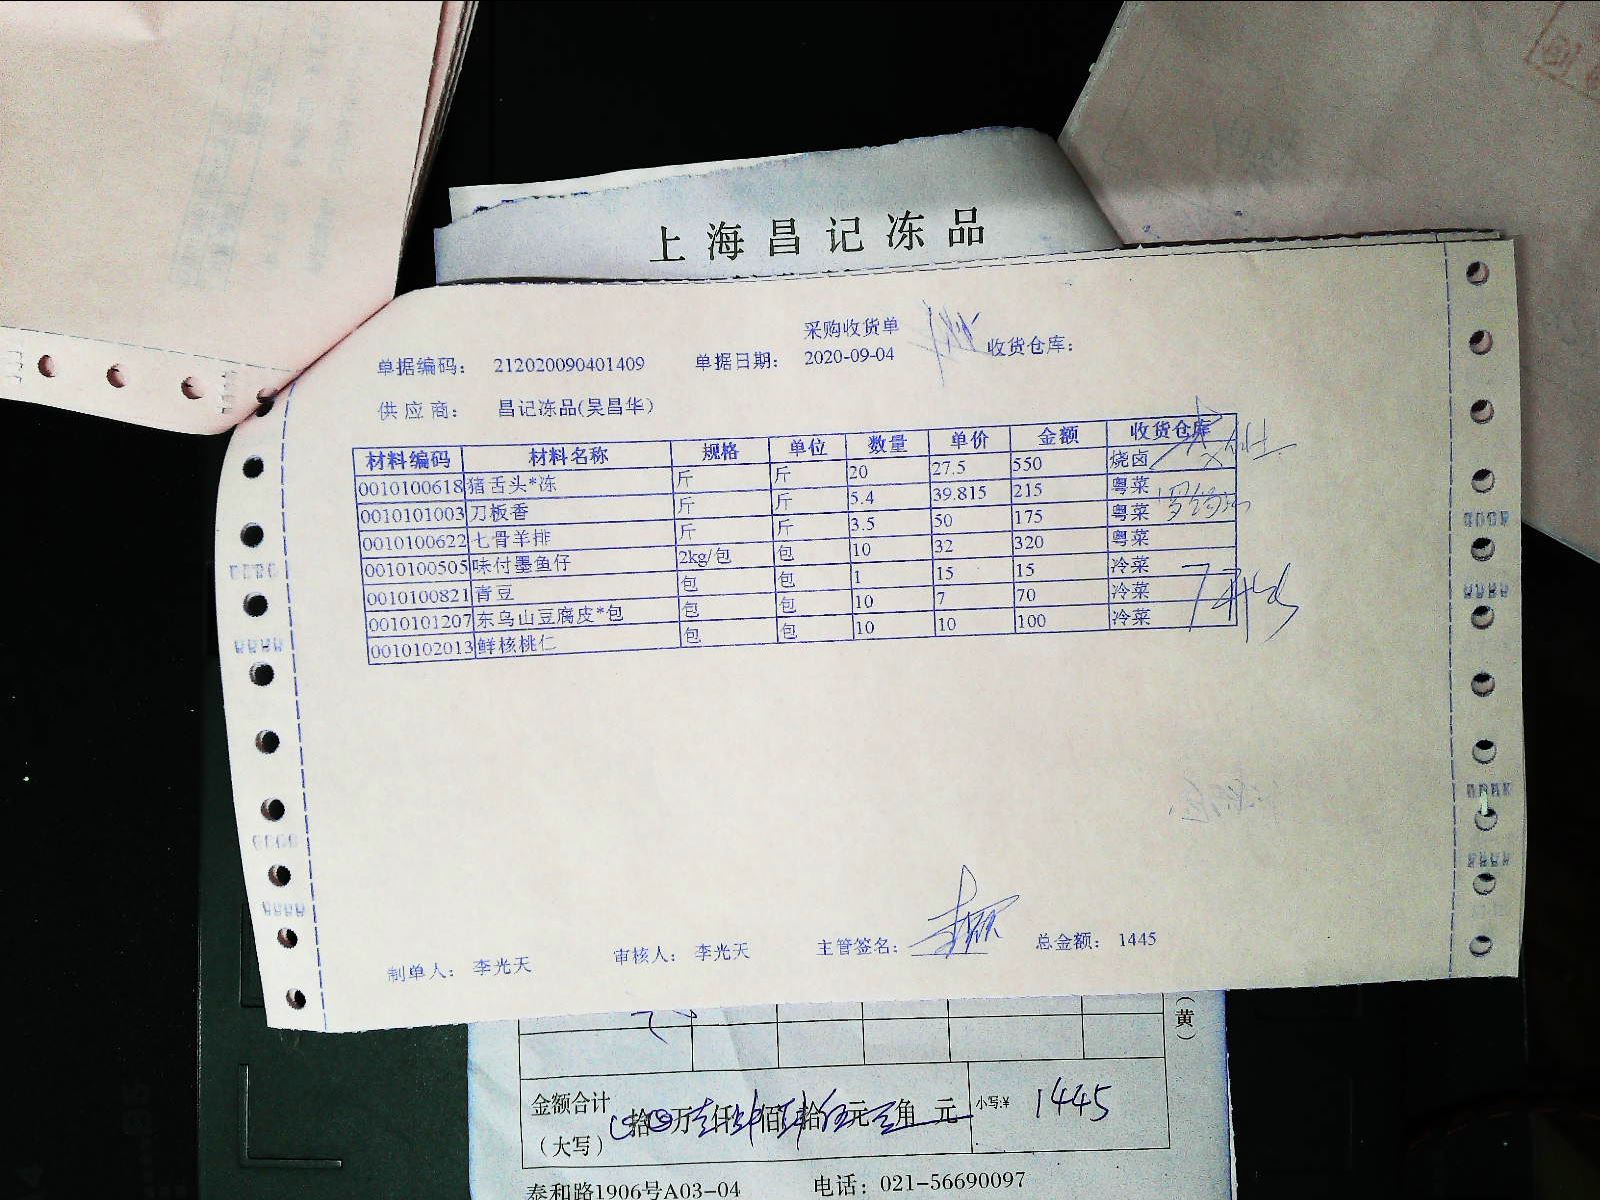 上海昌记冻品
采购收货单
单据编码： 212020090401409 单据日期： 2020-09-04 收货仓库：
供应商： 昌记冻品(吴昌华)
材料编码 材料名称 规格 单位 数量 单价 金额 收货仓库
0010100618 猪舌头*冻 斤 斤 20 27.5 550 烧卤
0010101003 刀板香 斤 斤 5.4 39.815 215 粤菜
0010100622 七骨羊排 斤 斤 3.5 50 175 粤菜
0010100505 味付墨鱼仔 2kg/包 包 10 32 320 粤菜
0010100821 青豆 包 包 1 15 15 冷菜
0010101207 东乌山豆腐皮*包 包 包 10 7 70 冷菜
0010102013 鲜核桃仁 包 包 10 10 100 冷菜
制单人： 李光天 审核人： 李光天 主管签名： 总金额： 1445
（黄）
金额合计 拾 万 仟 佰 拾 元 角 元 小写:¥ 1445
（大写）
泰和路1906号A03-04 电话：021-56690097